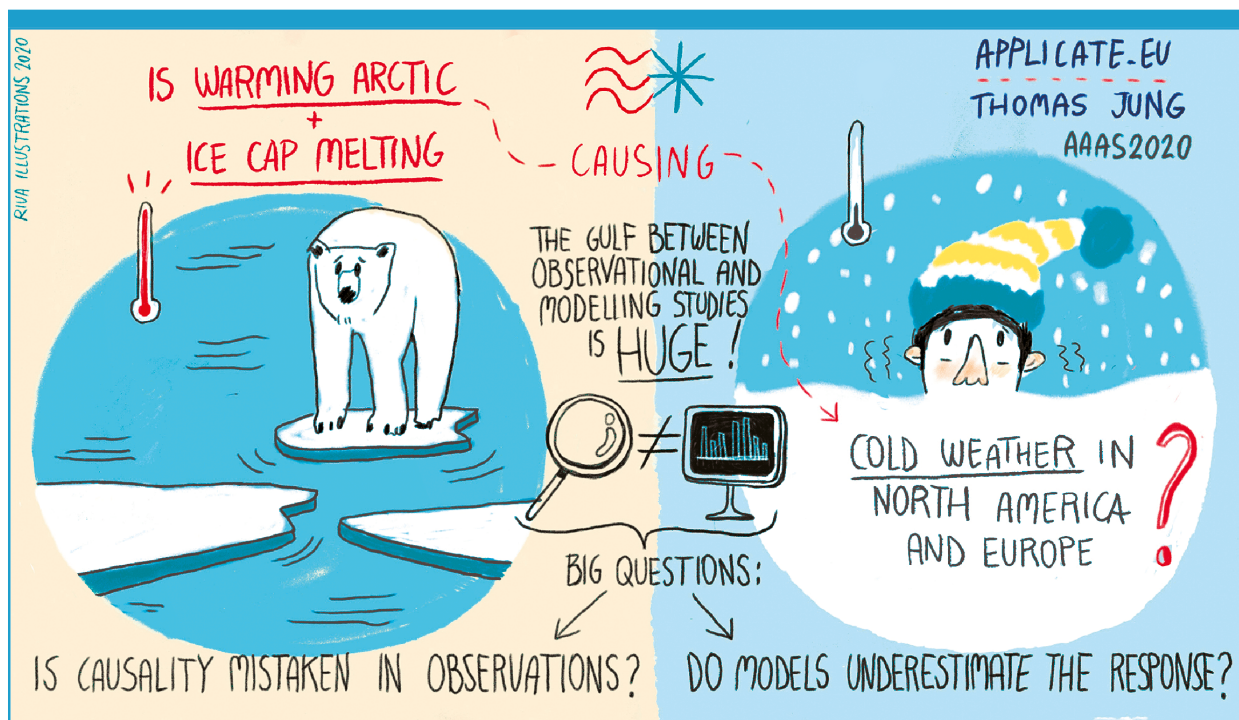 RIVA ILLUSTRATIONS 2020
IS WARMING ARCTIC
+
ICE CAP MELTING
CAUSING
APPLICATE.EU
THOMAS JUNG
AAAS2020
THE GULF BETWEEN
OBSERVATIONAL AND
MODELLING STUDIES
IS HUGE!
≠
COLD WEATHER IN
NORTH AMERICA
AND EUROPE
?
BIG QUESTIONS:
IS CAUSALITY MISTAKEN IN OBSERVATIONS?
DO MODELS UNDERESTIMATE THE RESPONSE?